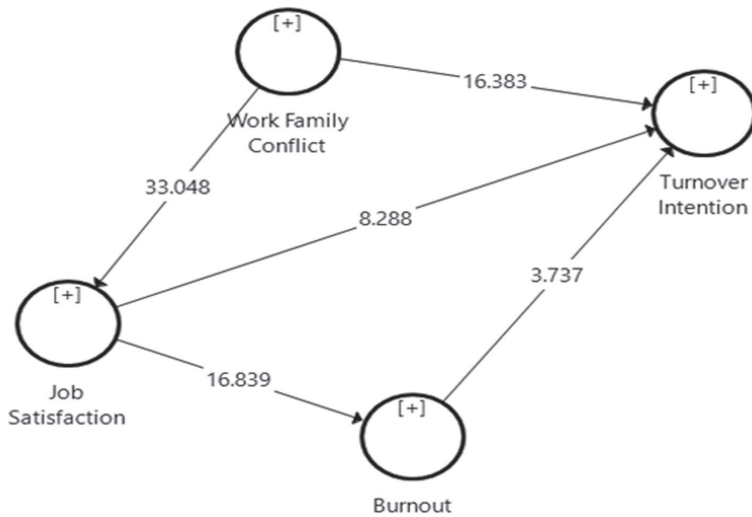 [+]
Work Family
Conflict
16.383
[+]
Turnover
Intention
33.048
8.288
3.737
[+]
Job
Satisfaction
16.839
[+]
Burnout